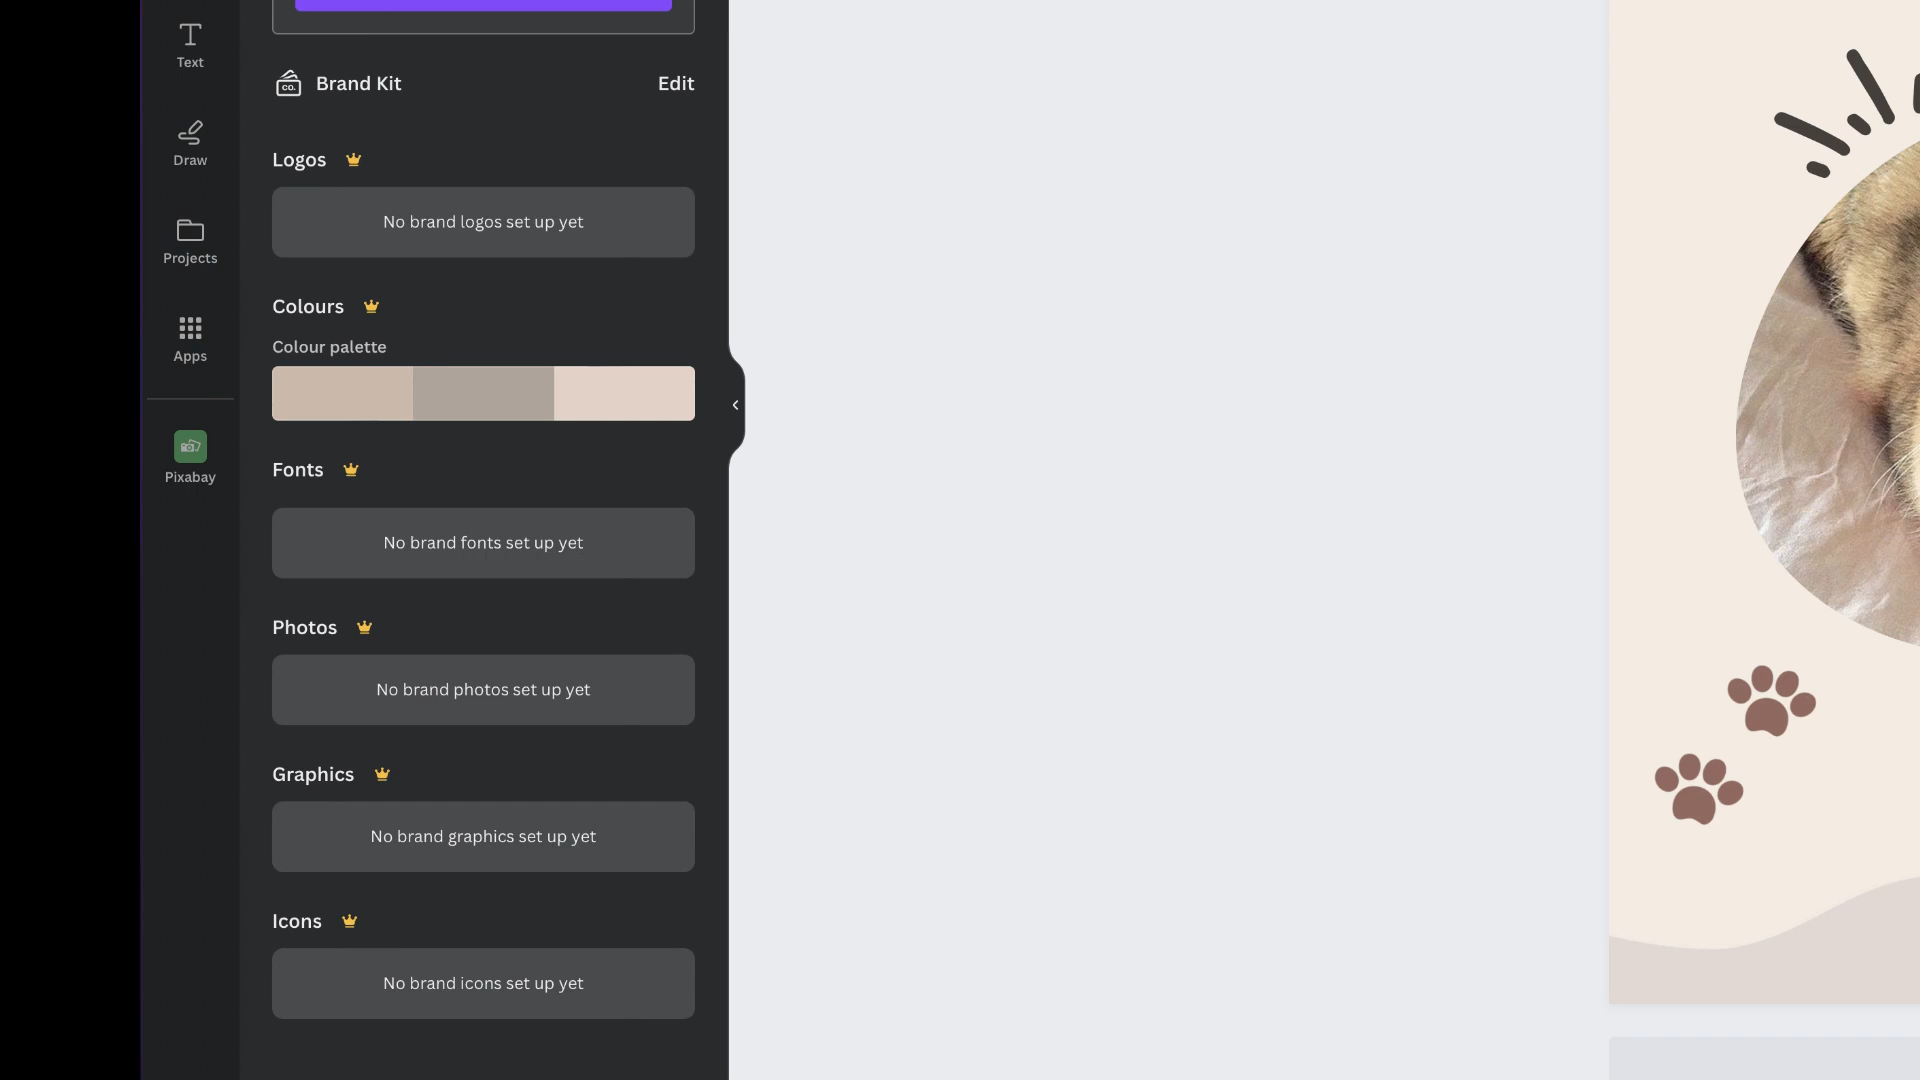 Text
Draw
Projects
Apps
Pixabay
CO.
Brand Kit
Edit
Logos
No brand logos set up yet
Colours
Colour palette
Fonts
No brand fonts set up yet
Photos
No brand photos set up yet
Graphics
No brand graphics set up yet
Icons
No brand icons set up yet